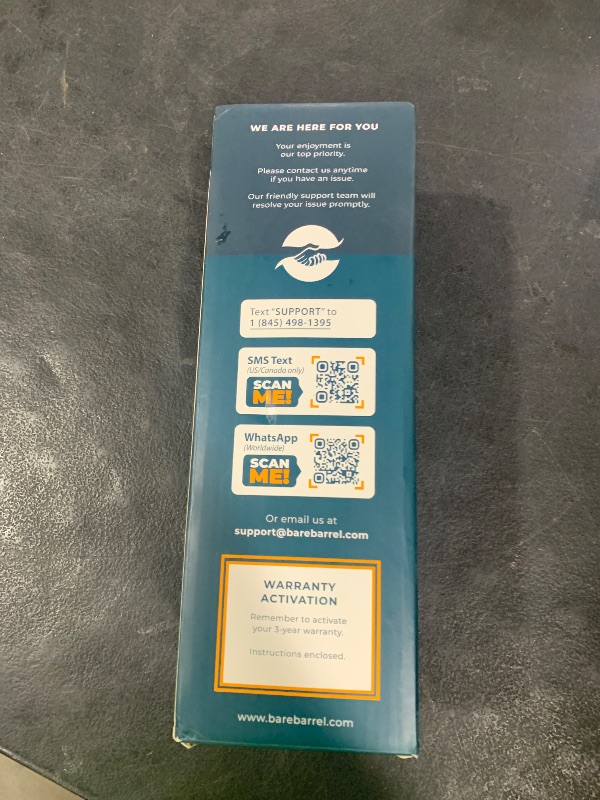 WE ARE HERE FOR YOU
Your enjoyment is
our top priority.
Please contact us anytime
if you have an issue.
Our friendly support team will
resolve your issue promptly.
Text "SUPPORT" to
1 (845) 498-1395
SMS Text
(US/Canada only)
SCAN
ME!
WhatsApp
(Worldwide)
SCAN
ME!
Or email us at
support@barebarrel.com
WARRANTY
ACTIVATION
Remember to activate
your 3-year warranty.
Instructions enclosed.
www.barebarrel.com